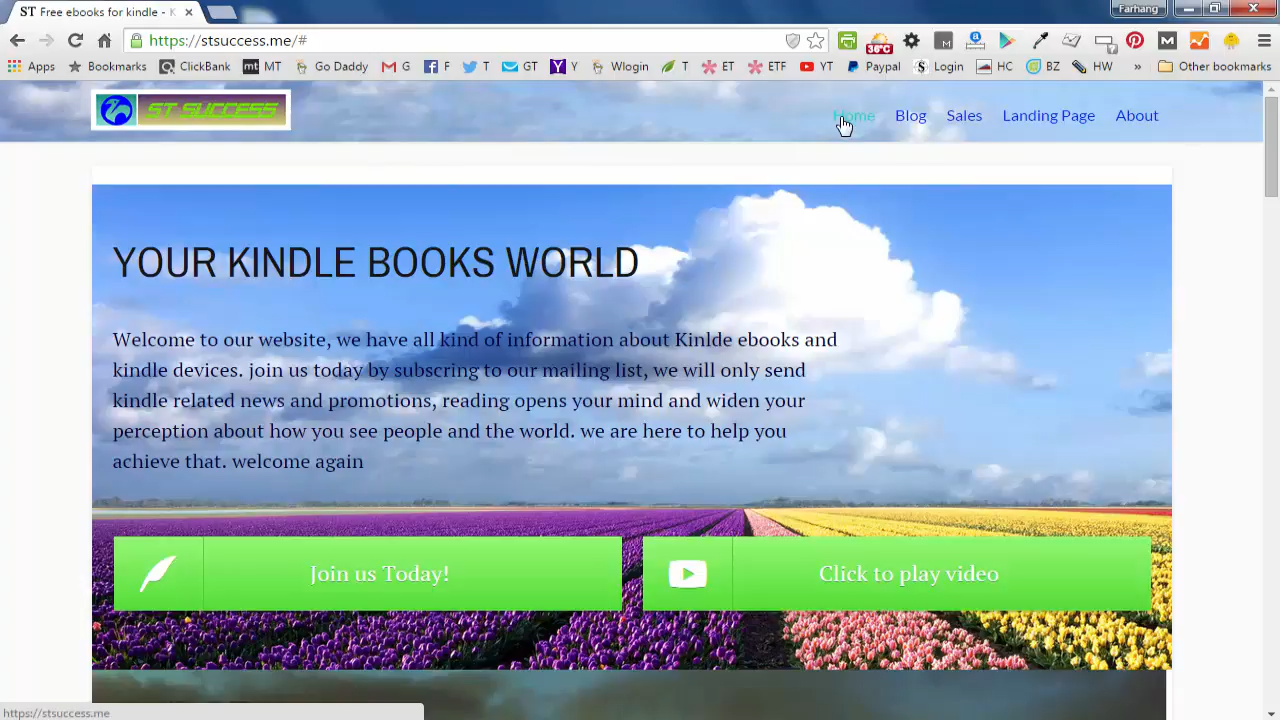 ST Free ebooks for kindle - K
Farhang
https://stsuccess.me/#
36°C
Apps Bookmarks ClickBank mt MT Go Daddy G F T GT Y Wlogin T ET ETF YT Paypal Login HC BZ HW » Other bookmarks
ST SUCCESS
Home Blog Sales Landing Page About
YOUR KINDLE BOOKS WORLD
Welcome to our website, we have all kind of information about Kinlde ebooks and
kindle devices. join us today by subscring to our mailing list, we will only send
kindle related news and promotions, reading opens your mind and widen your
perception about how you see people and the world. we are here to help you
achieve that. welcome again
Join us Today!
Click to play video
https://stsuccess.me